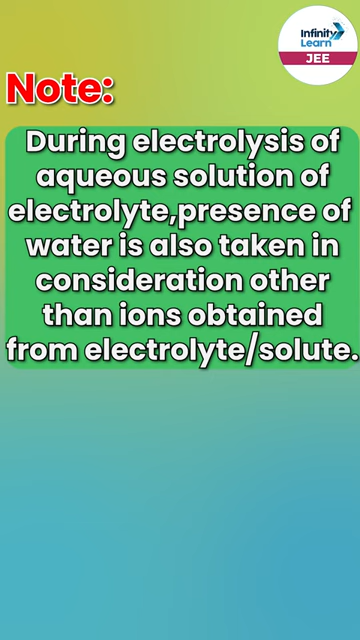 Infinity
Learn
JEE
Note:
During electrolysis of
aqueous solution of
electrolyte,presence of
water is also taken in
consideration other
than ions obtained
from electrolyte/solute.